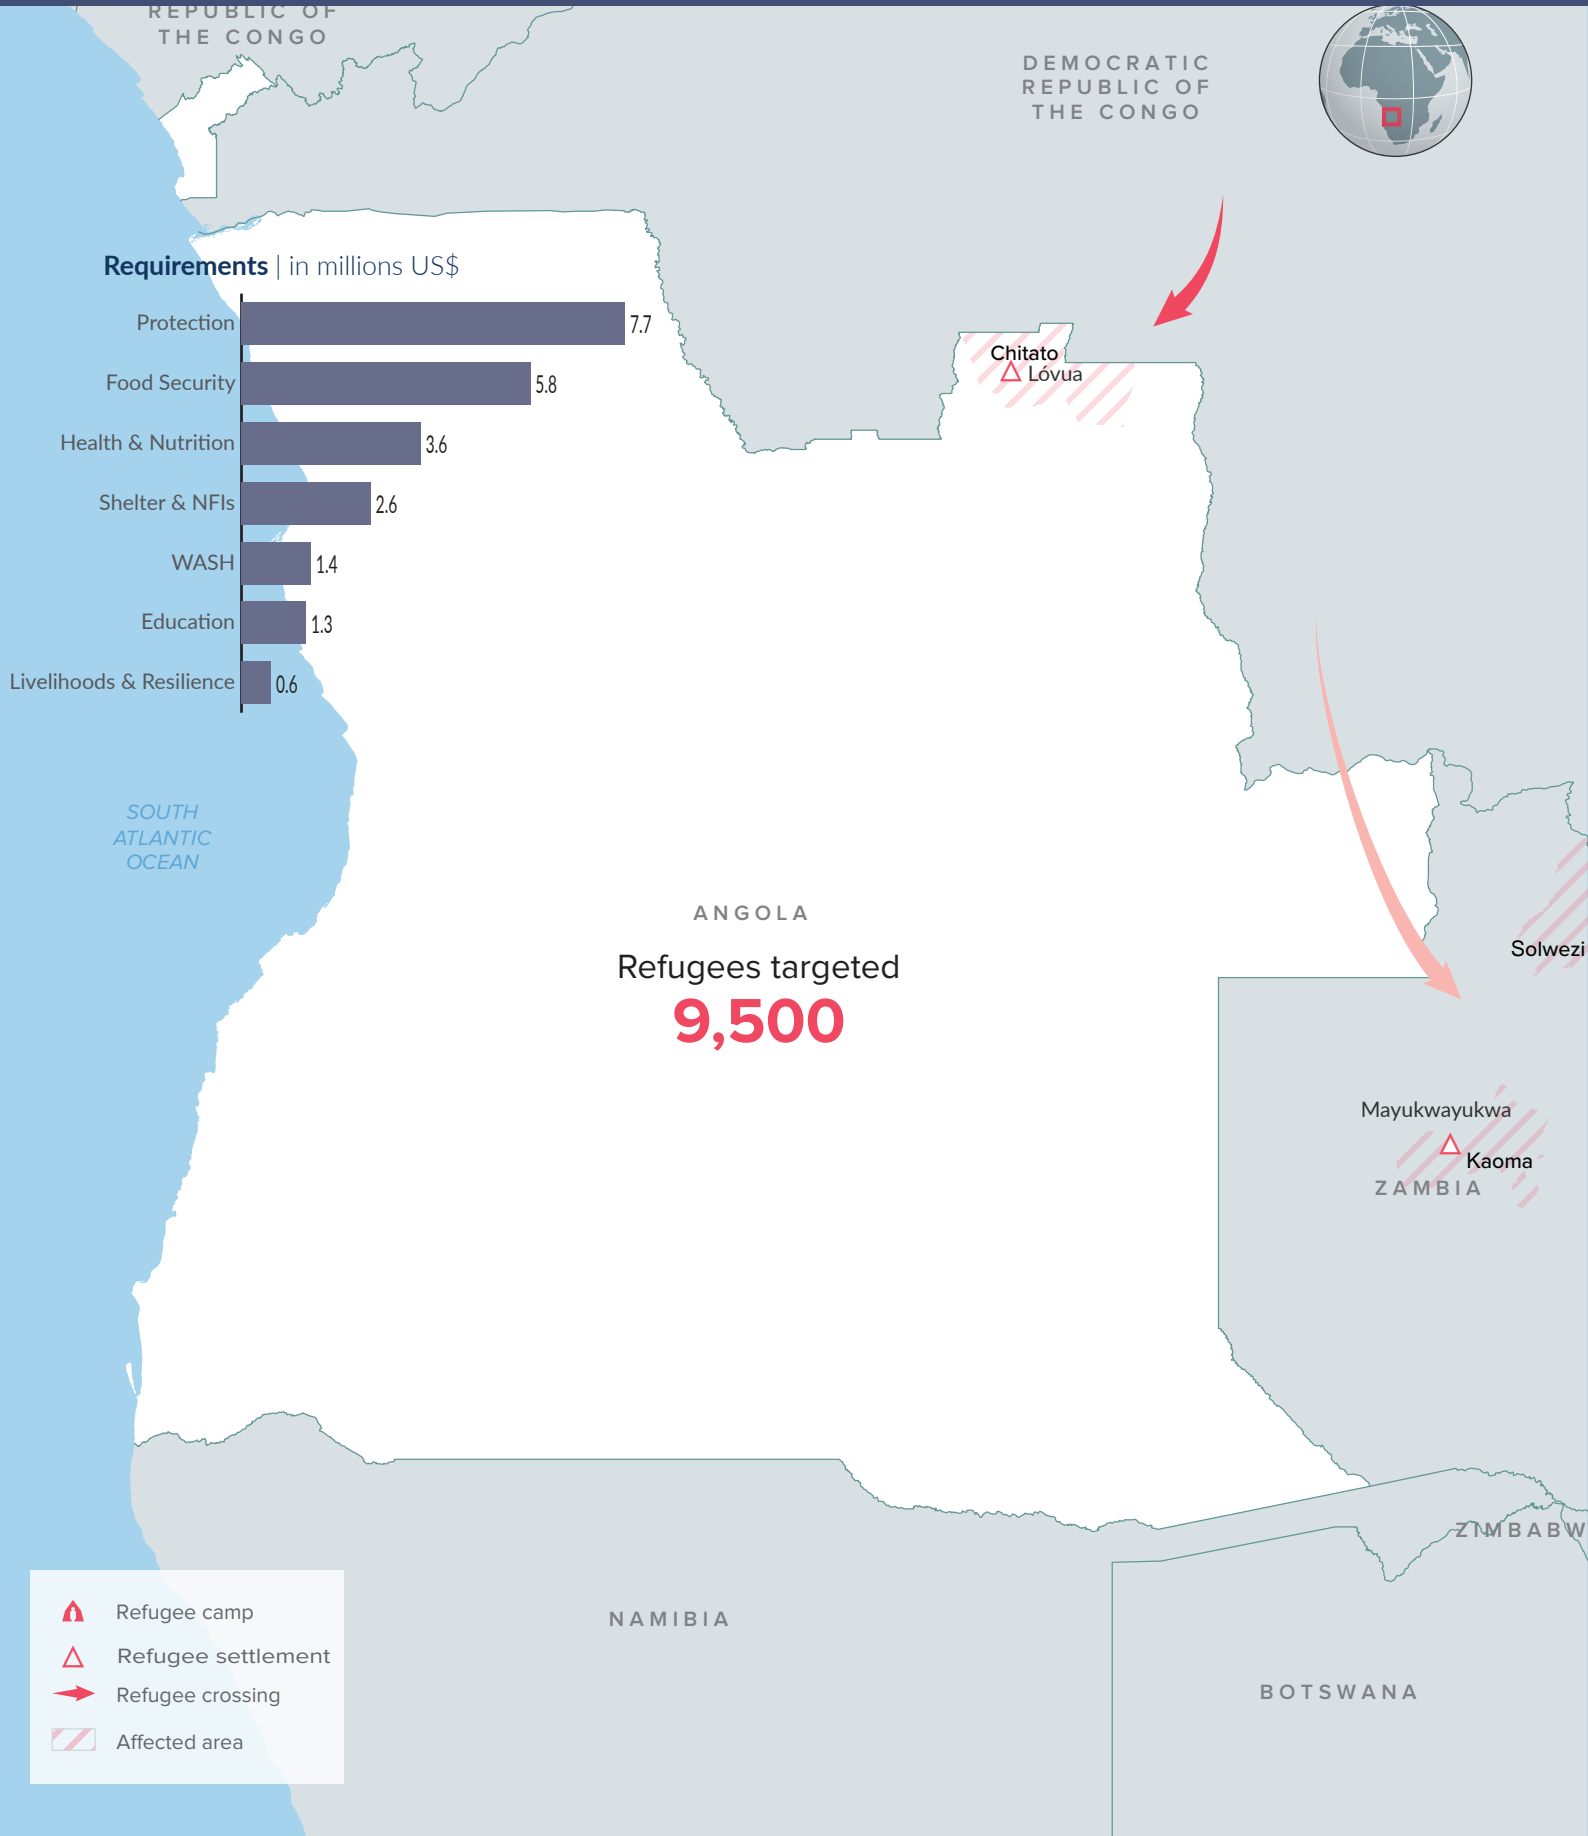 REPUBLIC OF
THE CONGO
DEMOCRATIC
REPUBLIC OF
THE CONGO
Requirements | in millions US$
Protection 7.7
Food Security 5.8
Health & Nutrition 3.6
Shelter & NFIs 2.6
WASH 1.4
Education 1.3
Livelihoods & Resilience 0.6
Chitato
Lóvua
SOUTH
ATLANTIC
OCEAN
ANGOLA
Refugees targeted
9,500
Solwezi
Mayukwayukwa
Kaoma
ZAMBIA
ZIMBABW
NAMIBIA
BOTSWANA
Refugee camp
Refugee settlement
Refugee crossing
Affected area